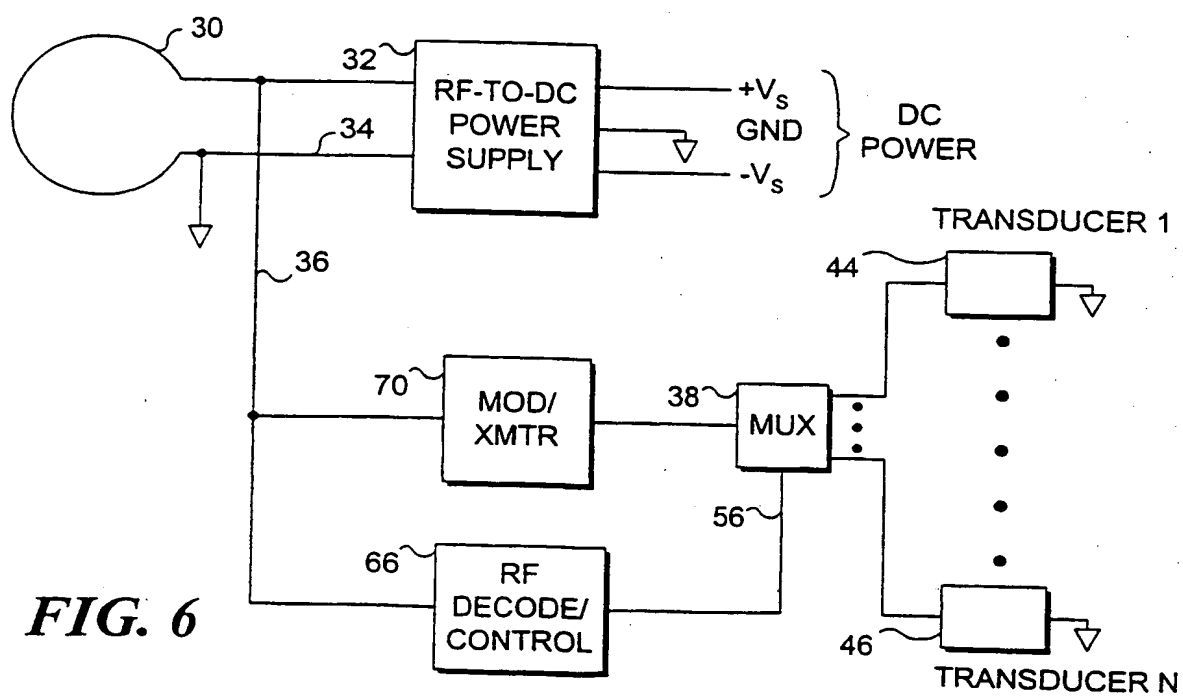 30
32
RF-TO-DC
POWER
SUPPLY
34
+Vs
GND
-Vs
DC
POWER
36
TRANSDUCER 1
44
70
MOD/
XMTR
38
MUX
56
66
RF
DECODE/
CONTROL
46
TRANSDUCER N
FIG. 6